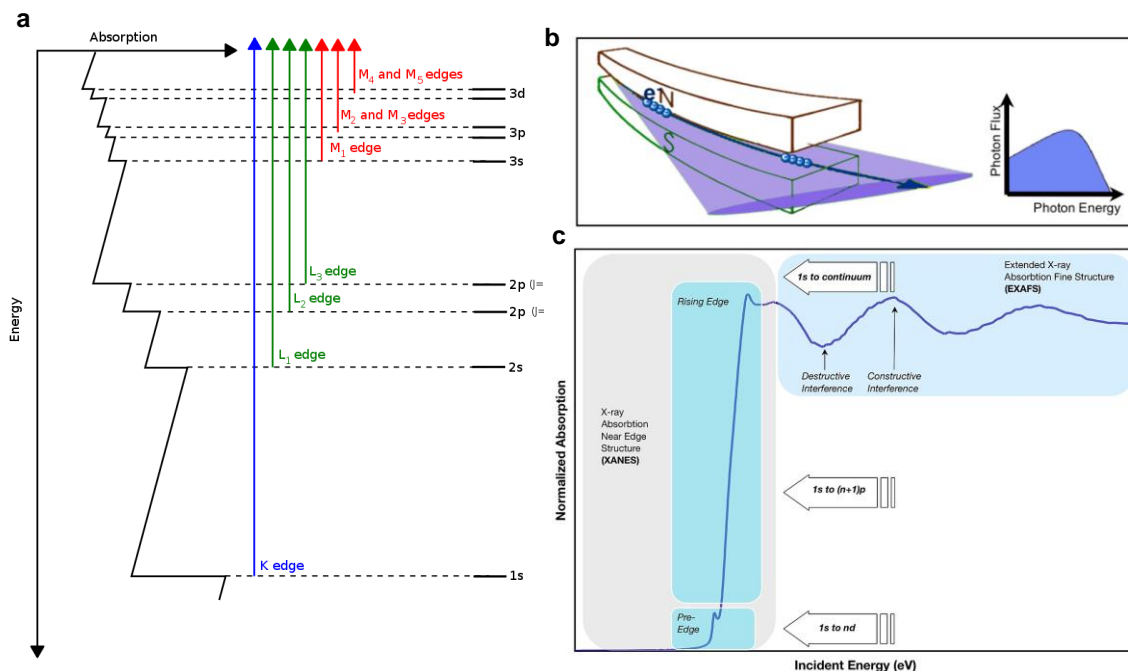 a
Absorption
Energy
M4 and M5 edges
M2 and M3 edges
M1 edge
L3 edge
L2 edge
L1 edge
K edge
3d
3p
3s
2p (J=
2p (J=
2s
1s
b
e-
N
S
Photon Flux
Photon Energy
c
Normalized Absorption
Incident Energy (eV)
X-ray
Absorbtion
Near Edge
Structure
(XANES)
Rising Edge
Pre-
Edge
1s to continuum
1s to (n+1)p
1s to nd
Extended X-ray
Absorbtion Fine Structure
(EXAFS)
Destructive
Interference
Constructive
Interference